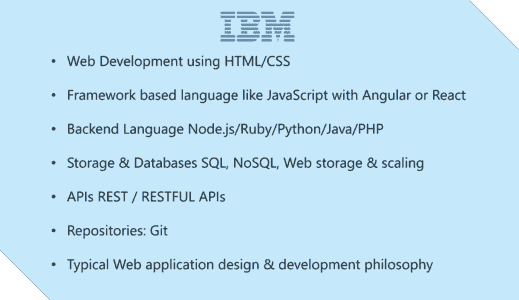 IBM
• Web Development using HTML/CSS
• Framework based language like JavaScript with Angular or React
• Backend Language Node.js/Ruby/Python/Java/PHP
• Storage & Databases SQL, NoSQL, Web storage & scaling
• APIs REST / RESTFUL APIs
• Repositories: Git
• Typical Web application design & development philosophy